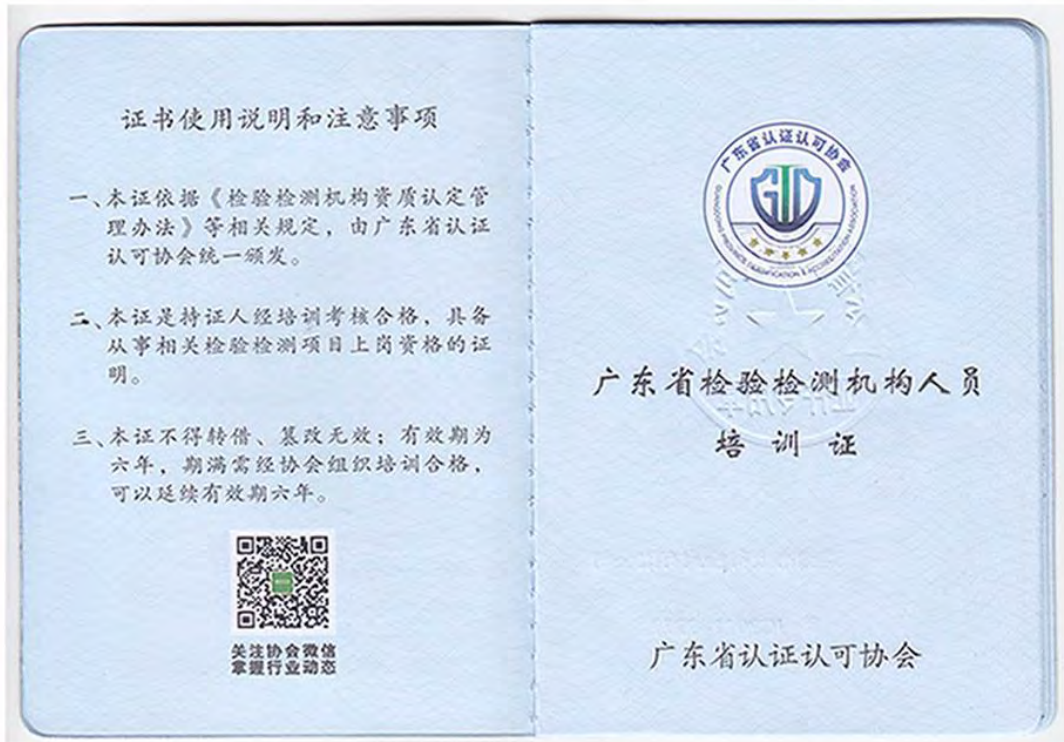 证书使用说明和注意事项
一、本证依据《检验检测机构资质认定管
理办法》等相关规定，由广东省认证
认可协会统一颁发。
二、本证是持证人经培训考核合格，具备
从事相关检验检测项目上岗资格的证
明。
三、本证不得转借、篡改无效；有效期为
六年，期满需经协会组织培训合格，
可以延续有效期六年。
关注协会微信
掌握行业动态
广东省认证认可协会
广东省检验检测机构人员
培训证
广东省认证认可协会